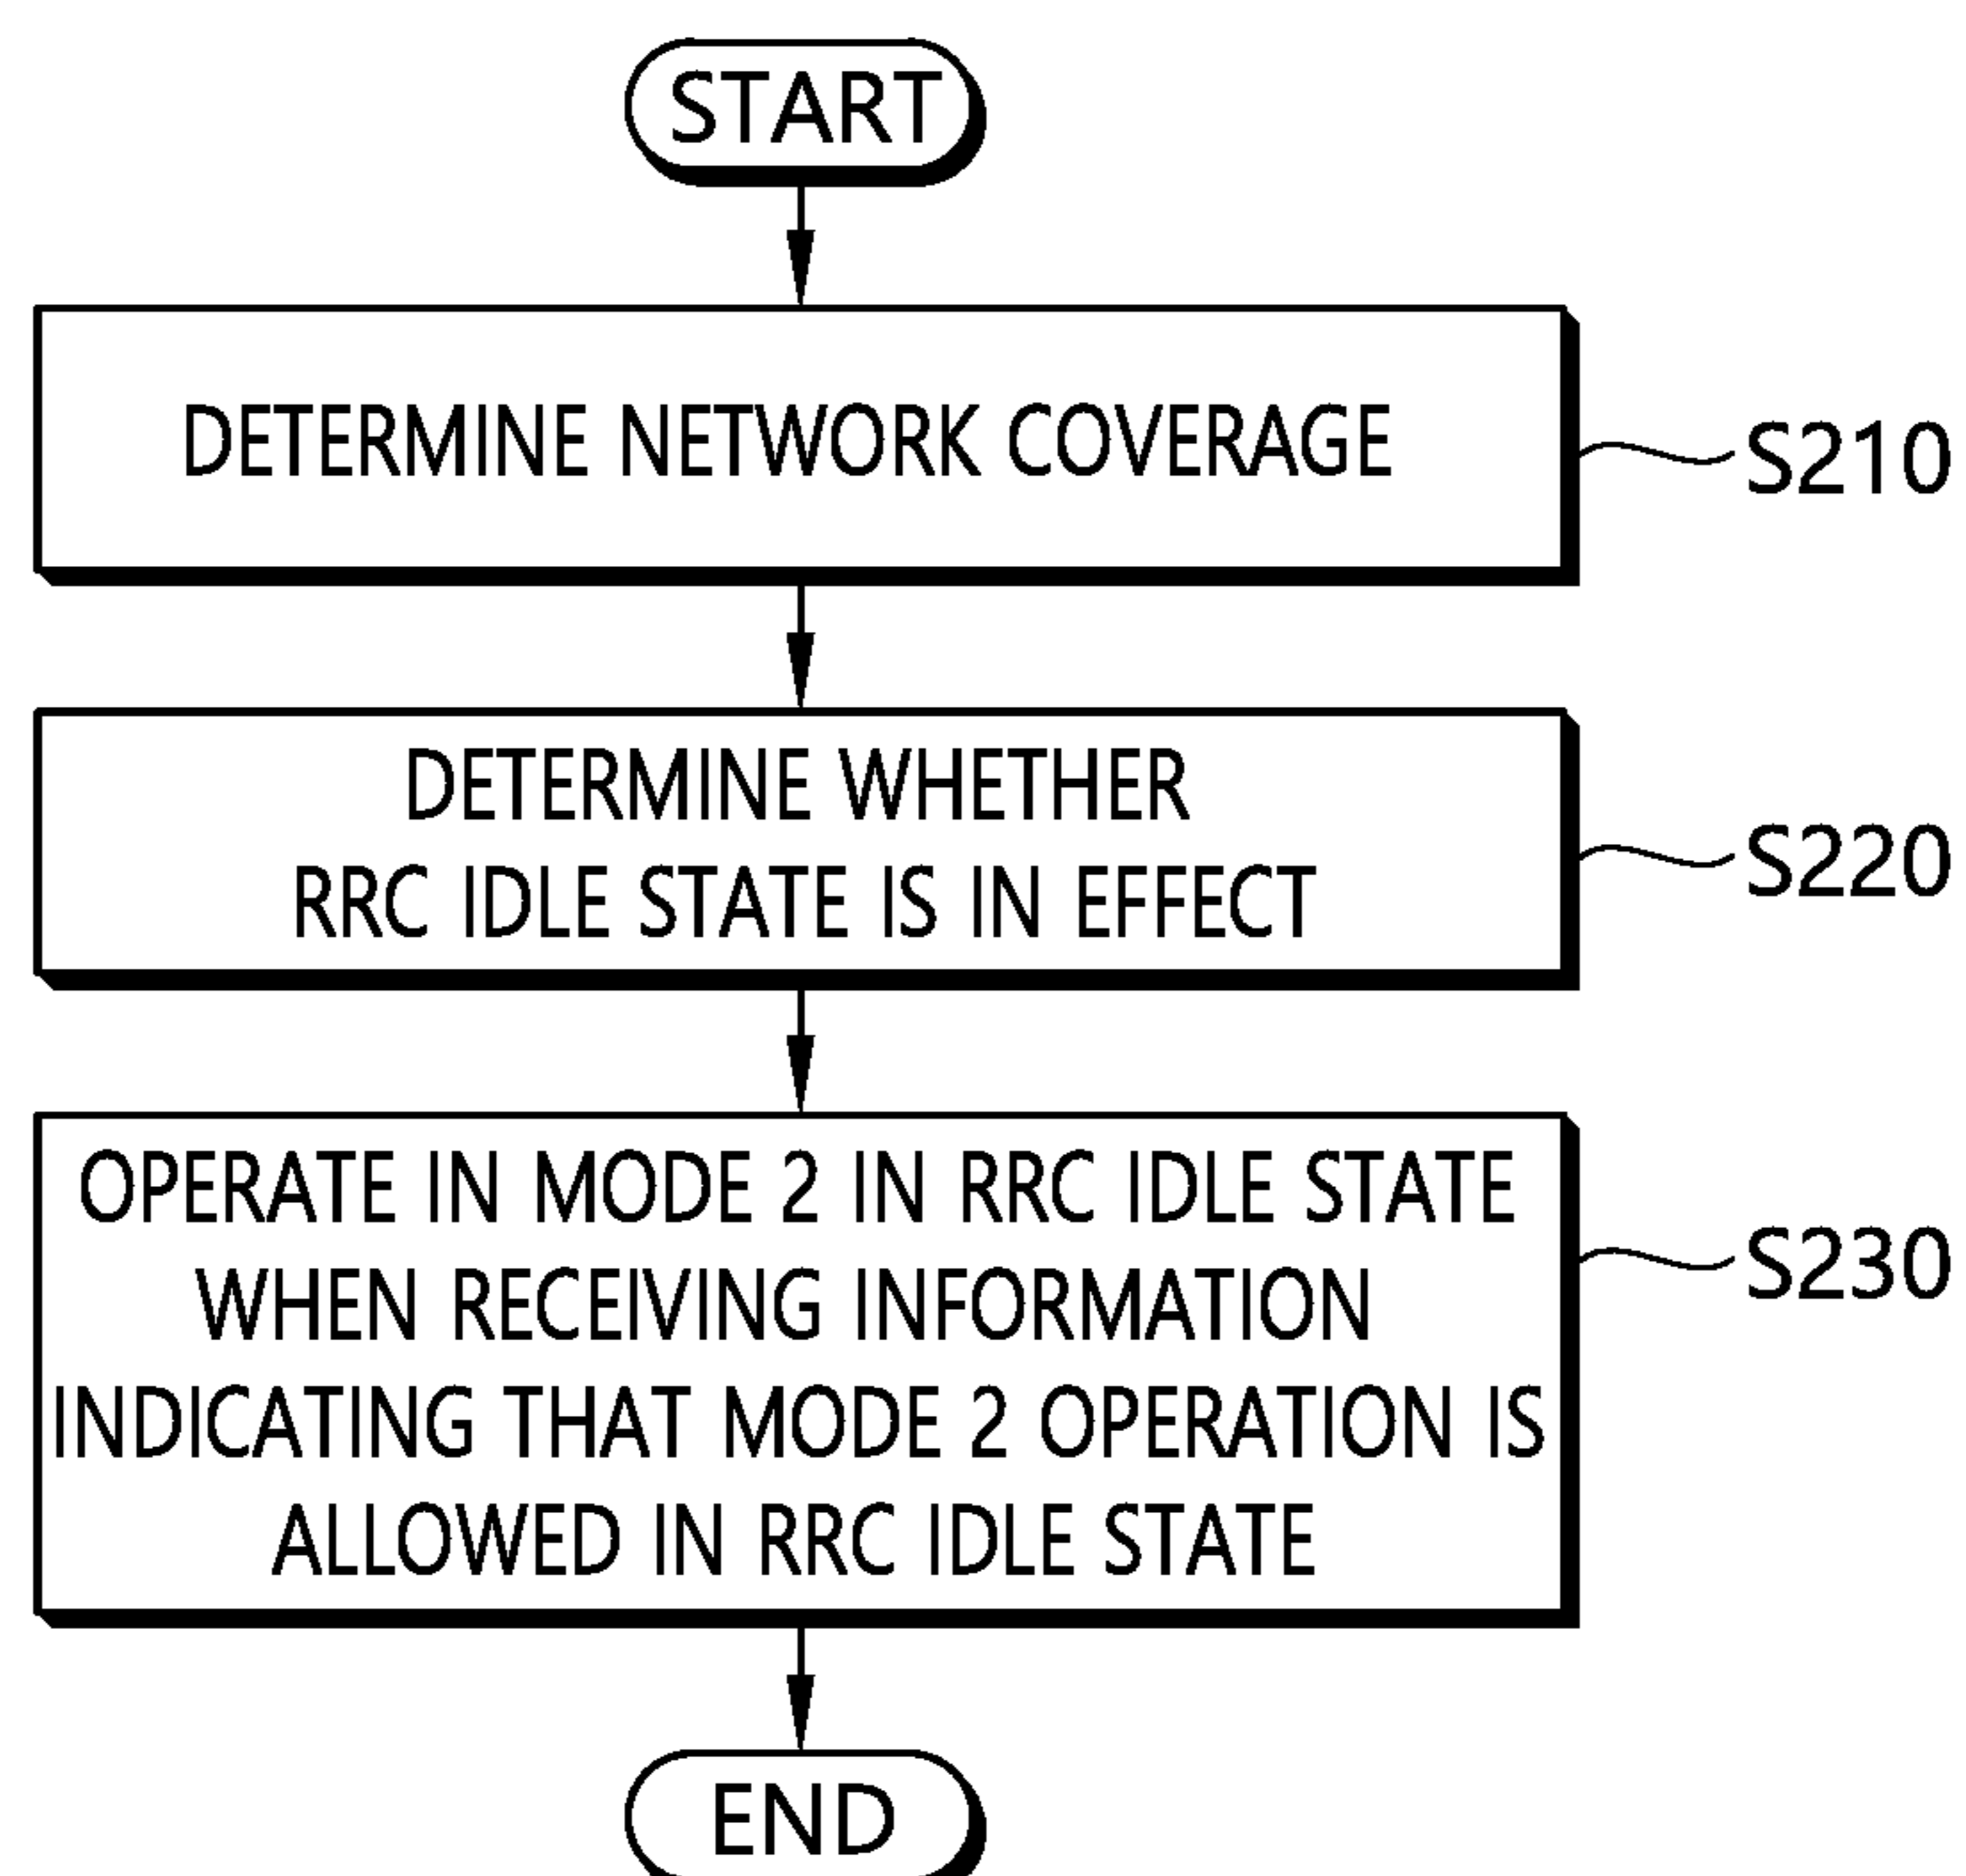 START
DETERMINE NETWORK COVERAGE
S210
DETERMINE WHETHER
RRC IDLE STATE IS IN EFFECT
S220
OPERATE IN MODE 2 IN RRC IDLE STATE
WHEN RECEIVING INFORMATION
INDICATING THAT MODE 2 OPERATION IS
ALLOWED IN RRC IDLE STATE
S230
END